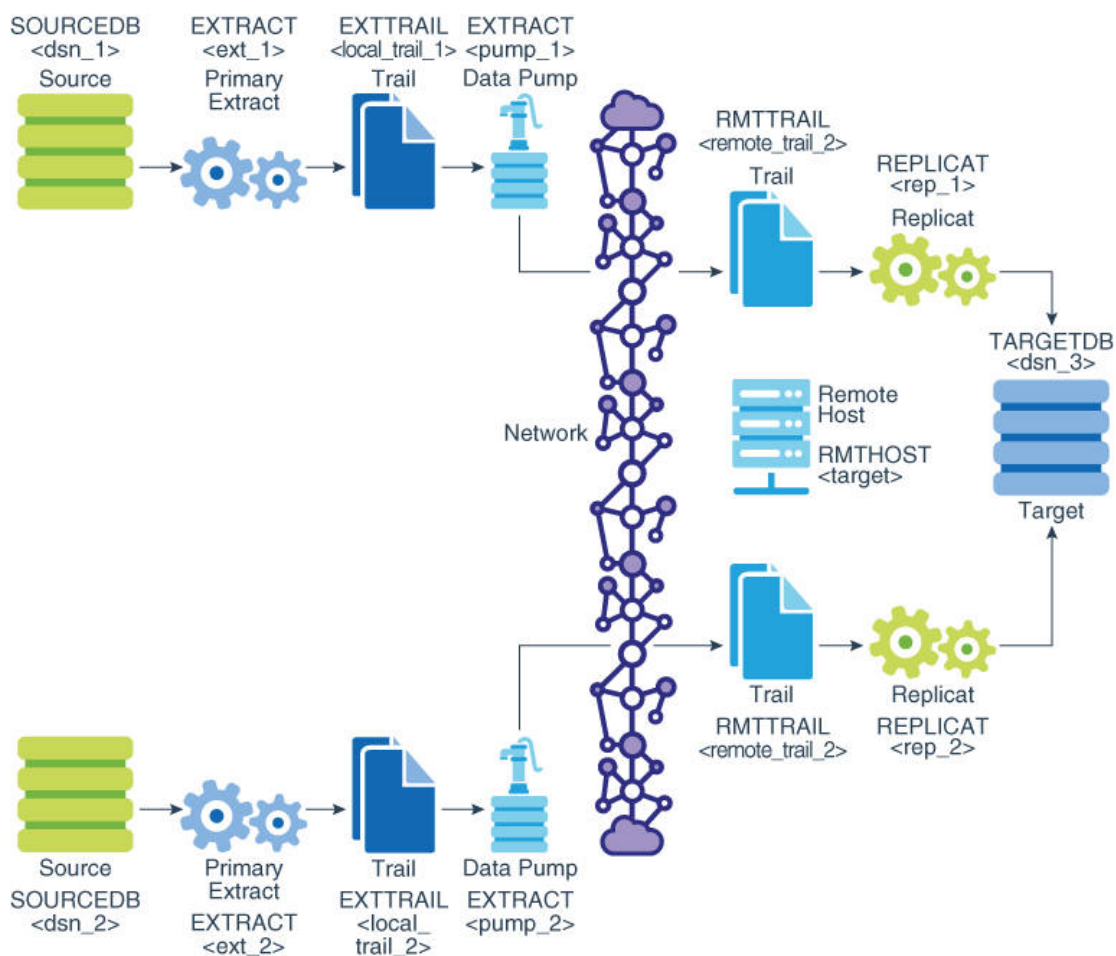 SOURCEDB
<dsn_1>
Source
EXTRACT
<ext_1>
Primary
Extract
EXTTRAIL
<local_trail_1>
Trail
EXTRACT
<pump_1>
Data Pump
RMTTRAIL
<remote_trail_2>
Trail
REPLICAT
<rep_1>
Replicat
TARGETDB
<dsn_3>
Target
Network
Remote
Host
RMTHOST
<target>
Trail
RMTTRAIL
<remote_trail_2>
Replicat
REPLICAT
<rep_2>
Source
SOURCEDB
<dsn_2>
Primary
Extract
EXTRACT
<ext_2>
Trail
EXTTRAIL
<local_
trail_2>
Data Pump
EXTRACT
<pump_2>